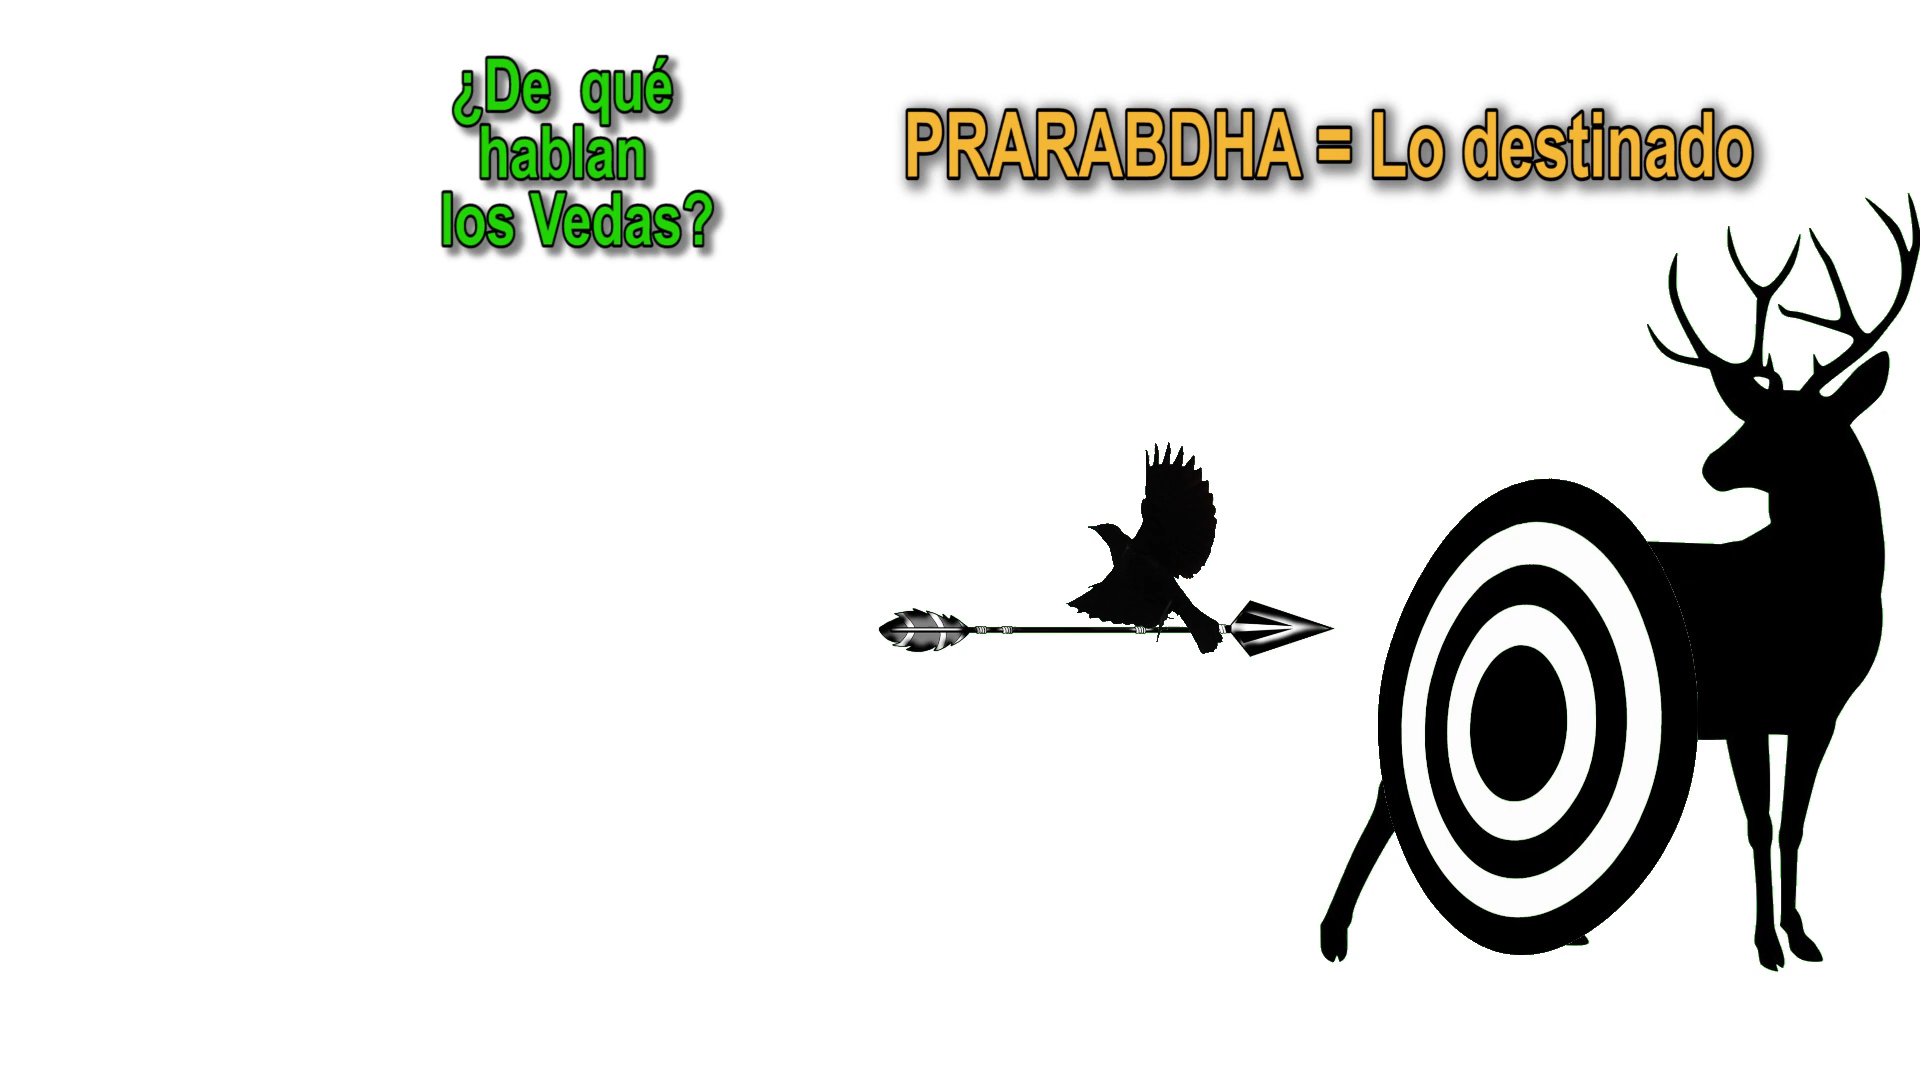 ¿De qué
hablan
los Vedas?
PRARABDHA = Lo destinado